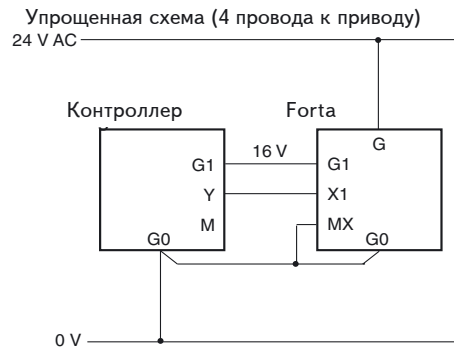 Упрощенная схема (4 провода к приводу)
24 V AC
Контроллер
Forta
G
G1
16 V
G1
Y
X1
M
MX
G0
G0
0 V